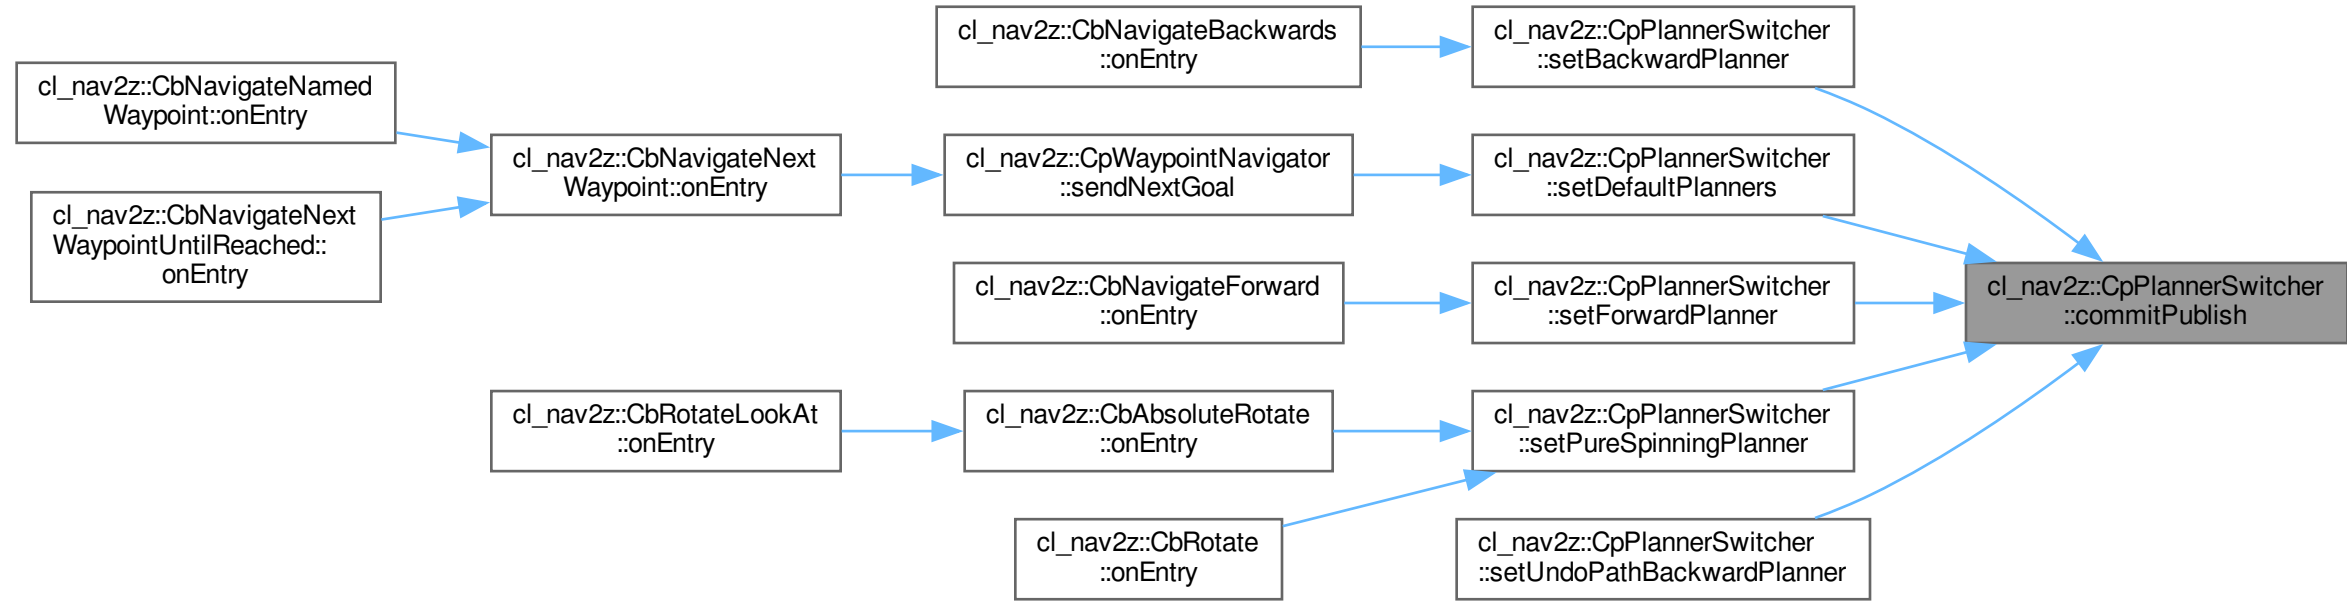 cl_nav2z::CbNavigateNamed
Waypoint::onEntry
cl_nav2z::CbNavigateNext
WaypointUntilReached::
onEntry
cl_nav2z::CbNavigateNext
Waypoint::onEntry
cl_nav2z::CbRotateLookAt
::onEntry
cl_nav2z::CbNavigateBackwards
::onEntry
cl_nav2z::CpWaypointNavigator
::sendNextGoal
cl_nav2z::CbNavigateForward
::onEntry
cl_nav2z::CbAbsoluteRotate
::onEntry
cl_nav2z::CbRotate
::onEntry
cl_nav2z::CpPlannerSwitcher
::setBackwardPlanner
cl_nav2z::CpPlannerSwitcher
::setDefaultPlanners
cl_nav2z::CpPlannerSwitcher
::setForwardPlanner
cl_nav2z::CpPlannerSwitcher
::setPureSpinningPlanner
cl_nav2z::CpPlannerSwitcher
::setUndoPathBackwardPlanner
cl_nav2z::CpPlannerSwitcher
::commitPublish